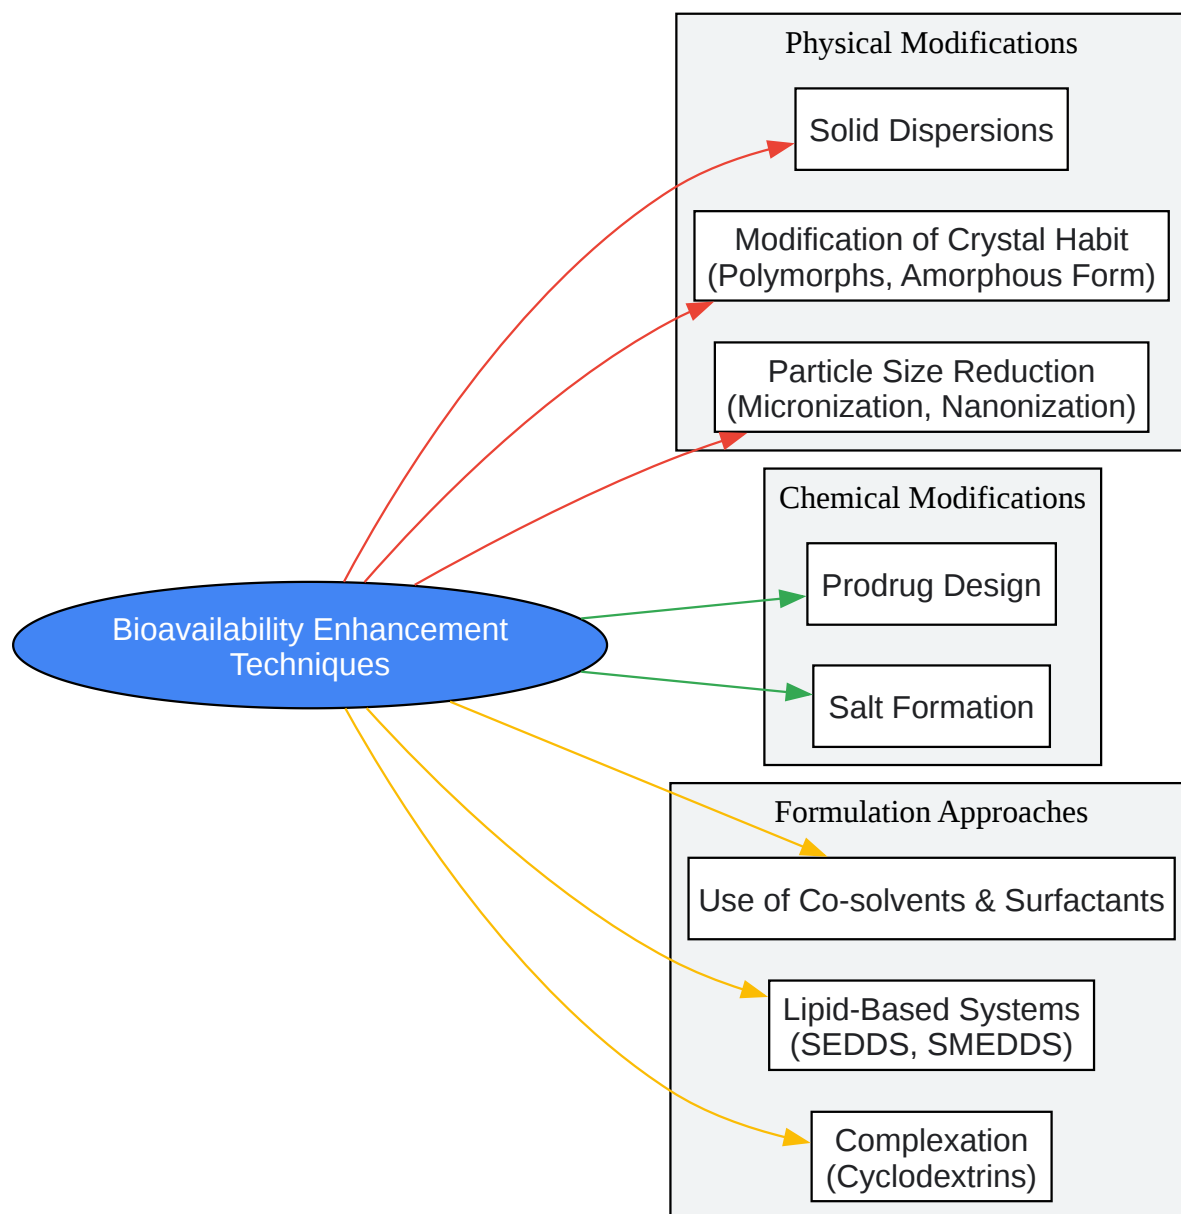 Physical Modifications
Solid Dispersions
Modification of Crystal Habit
(Polymorphs, Amorphous Form)
Particle Size Reduction
(Micronization, Nanonization)
Chemical Modifications
Prodrug Design
Bioavailability Enhancement
Techniques
Salt Formation
Formulation Approaches
Use of Co-solvents & Surfactants
Lipid-Based Systems
(SEDDS, SMEDDS)
Complexation
(Cyclodextrins)